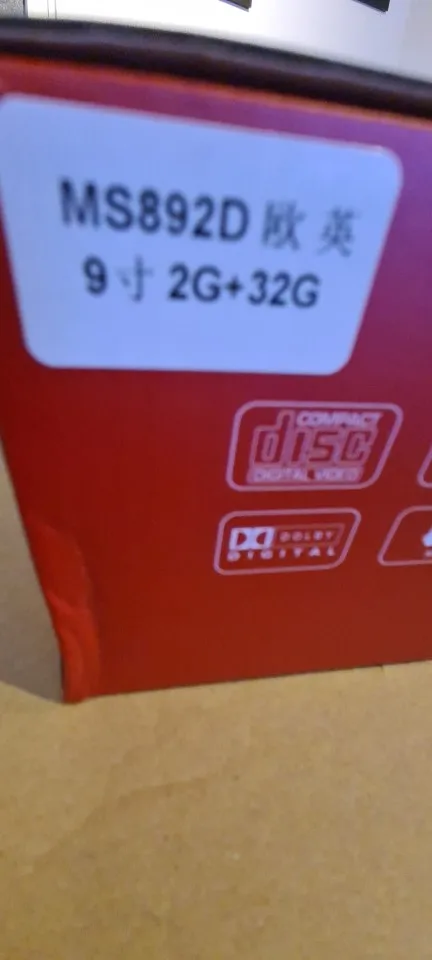 MS892D 欧 英
9寸 2G+32G
COMPACT
disc
DIGITAL VIDEO
DOLBY
DIGITAL